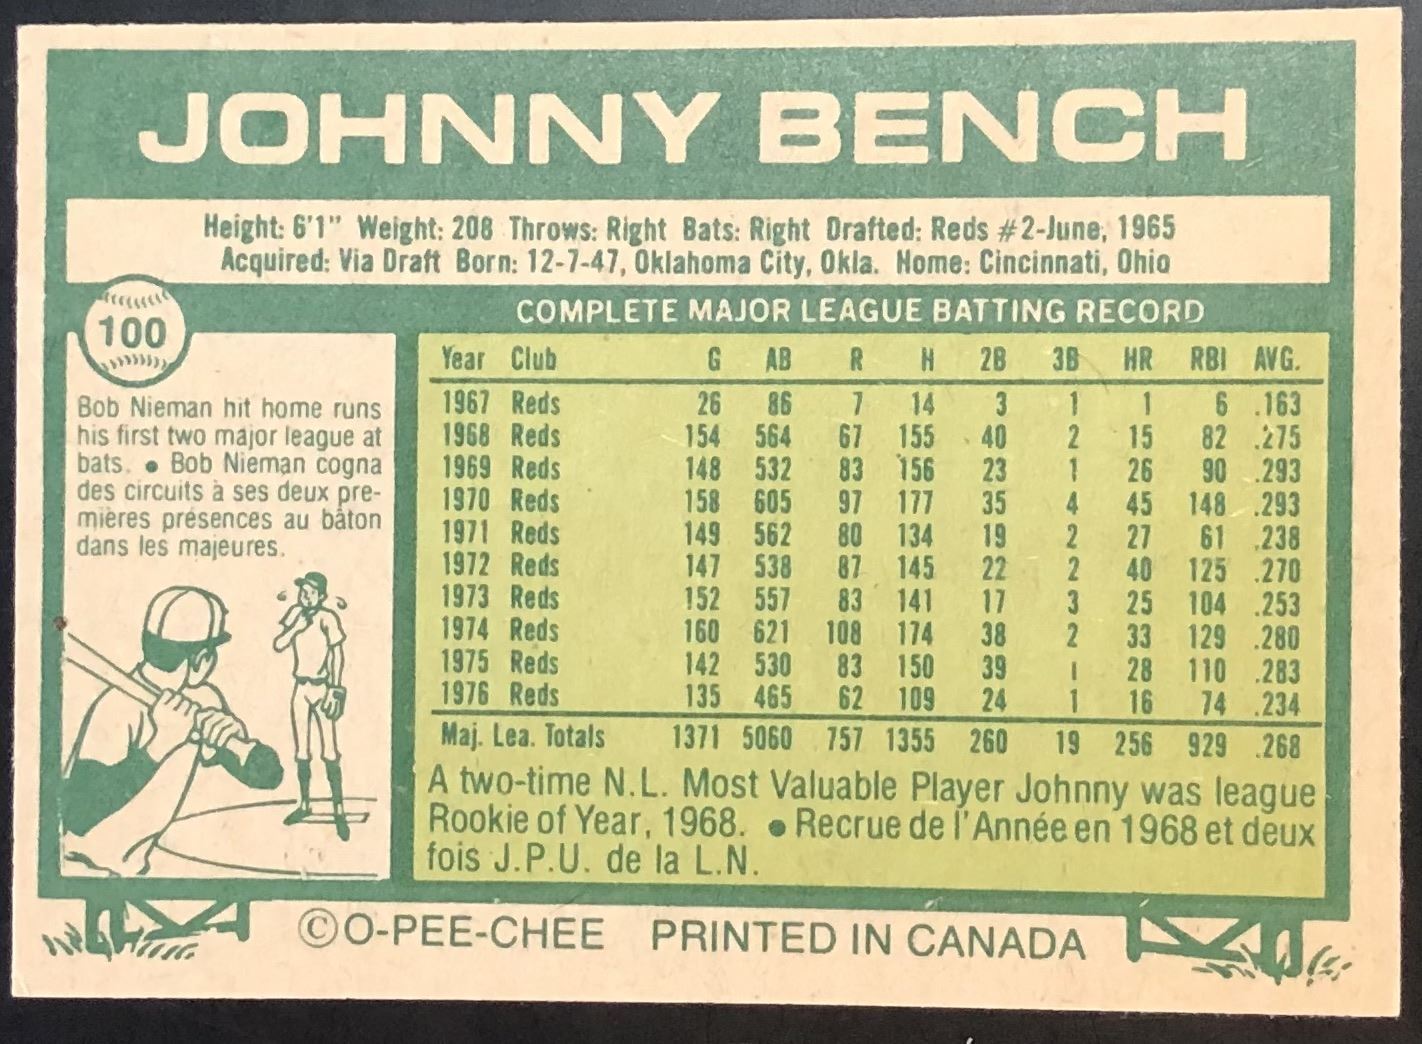 JOHNNY BENCH
Height: 6'1" Weight: 208 Throws: Right Bats: Right Drafted: Reds #2-June, 1965
Acquired: Via Draft Born: 12-7-47, Oklahoma City, Okla. Home: Cincinnati, Ohio
100
Bob Nieman hit home runs
his first two major league at
bats. ● Bob Nieman cogna
des circuits à ses deux pre-
mières présences au bâton
dans les majeures.
COMPLETE MAJOR LEAGUE BATTING RECORD
Year Club G AB R H 2B 3B HR RBI AVG.
1967 Reds 26 86 7 14 3 1 1 6 .163
1968 Reds 154 564 67 155 40 2 15 82 .275
1969 Reds 148 532 83 156 23 1 26 90 .293
1970 Reds 158 605 97 177 35 4 45 148 .293
1971 Reds 149 562 80 134 19 2 27 61 .238
1972 Reds 147 538 87 145 22 2 40 125 .270
1973 Reds 152 557 83 141 17 3 25 104 .253
1974 Reds 160 621 108 174 38 2 33 129 .280
1975 Reds 142 530 83 150 39 1 28 110 .283
1976 Reds 135 465 62 109 24 1 16 74 .234
Maj. Lea. Totals 1371 5060 757 1355 260 19 256 929 .268
A two-time N.L. Most Valuable Player Johnny was league
Rookie of Year, 1968. ● Recrue de l'Année en 1968 et deux
fois J.P.U. de la L.N.
©O-PEE-CHEE PRINTED IN CANADA